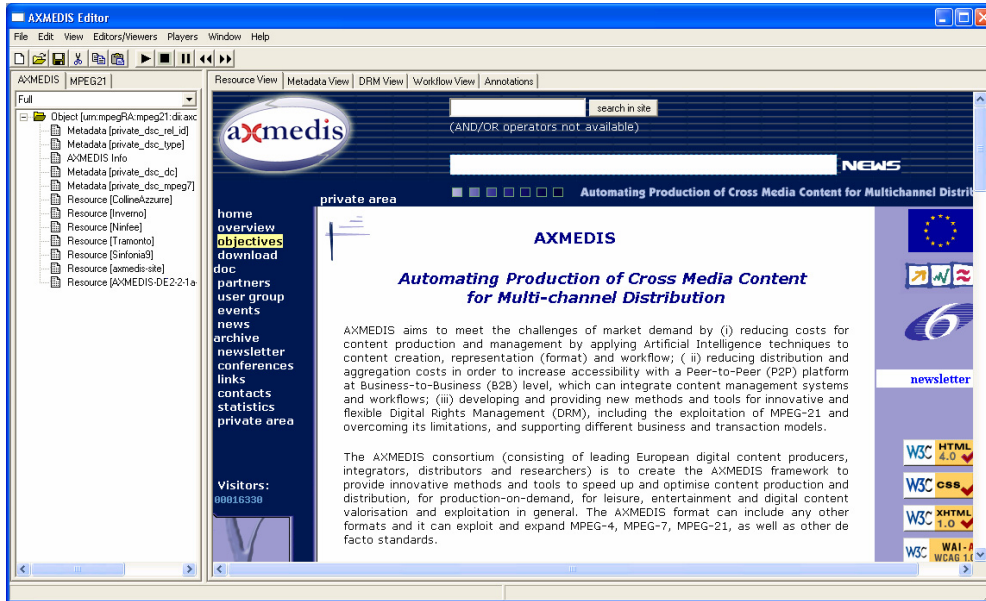 AXMEDIS Editor
File Edit View Editors/Viewers Players Window Help
AXMEDIS MPEG21
Full
Object [urn:mpegRA:mpeg21:dii:axc
Metadata [private_dsc_rel_id]
Metadata [private_dsc_type]
AXMEDIS Info
Metadata [private_dsc_dc]
Metadata [private_dsc_mpeg7]
Resource [CollineAzzurre]
Resource [Inverno]
Resource [Ninfee]
Resource [Tramonto]
Resource [Sinfonia9]
Resource [axmedis-site]
Resource [AXMEDIS-DE2-2-1a-
Resource View Metadata View DRM View Workflow View Annotations
axmedis
search in site
(AND/OR operators not available)
NEWS
Automating Production of Cross Media Content for Multichannel Distrib
private area
home
overview
objectives
download
doc
partners
user group
events
news
archive
newsletter
conferences
links
contacts
statistics
private area
Visitors:
00016330
AXMEDIS
Automating Production of Cross Media Content
for Multi-channel Distribution
AXMEDIS aims to meet the challenges of market demand by (i) reducing costs for
content production and management by applying Artificial Intelligence techniques to
content creation, representation (format) and workflow; ( ii) reducing distribution and
aggregation costs in order to increase accessibility with a Peer-to-Peer (P2P) platform
at Business-to-Business (B2B) level, which can integrate content management systems
and workflows; (iii) developing and providing new methods and tools for innovative and
flexible Digital Rights Management (DRM), including the exploitation of MPEG-21 and
overcoming its limitations, and supporting different business and transaction models.
The AXMEDIS consortium (consisting of leading European digital content producers,
integrators, distributors and researchers) is to create the AXMEDIS framework to
provide innovative methods and tools to speed up and optimise content production and
distribution, for production-on-demand, for leisure, entertainment and digital content
valorisation and exploitation in general. The AXMEDIS format can include any other
formats and it can exploit and expand MPEG-4, MPEG-7, MPEG-21, as well as other de
facto standards.
6
newsletter
W3C HTML 4.0
W3C css
W3C XHTML 1.0
W3C WAI-A WCAG 1.0